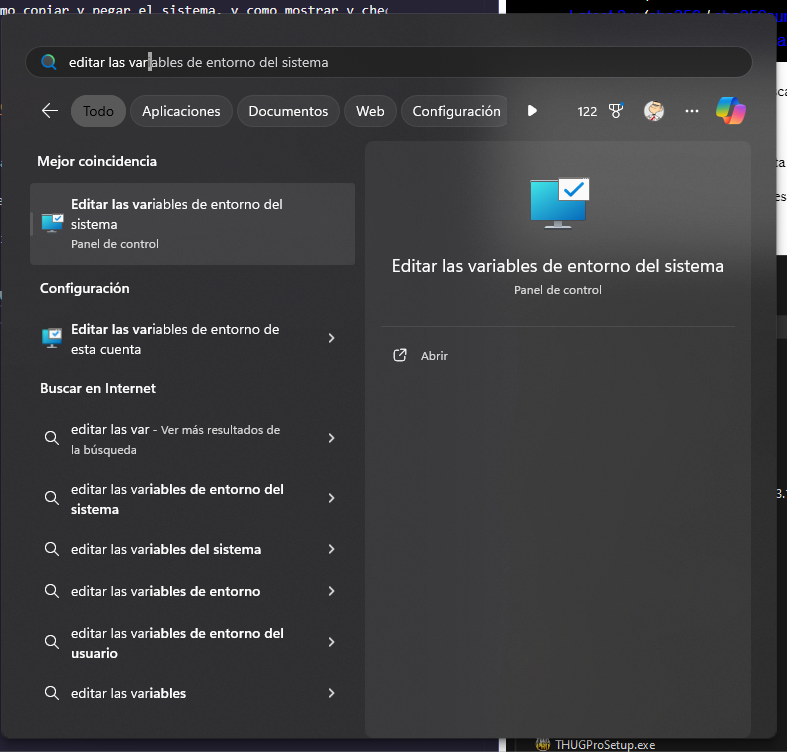 mo copiar y pegar el sistema, y como mostrar y chec
editar las variables de entorno del sistema
Todo
Aplicaciones
Documentos
Web
Configuración
122
Mejor coincidencia
Editar las variables de entorno del
sistema
Panel de control
Editar las variables de entorno del sistema
Panel de control
Abrir
Configuración
Editar las variables de entorno de
esta cuenta
Buscar en Internet
editar las var - Ver más resultados de
la búsqueda
editar las variables de entorno del
sistema
editar las variables del sistema
editar las variables de entorno
editar las variables de entorno del
usuario
editar las variables
THUGProSetup.exe